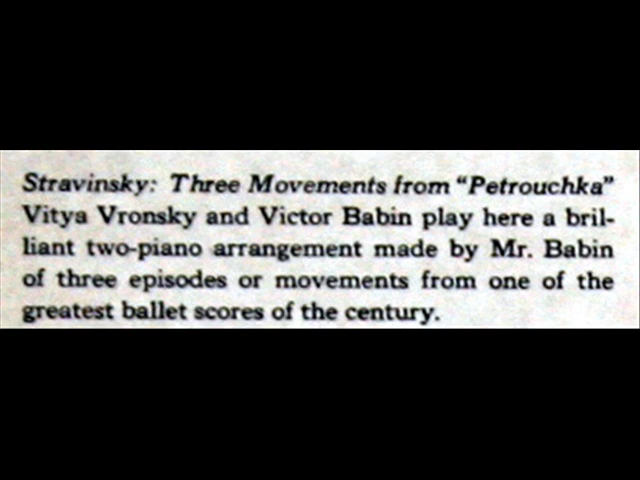 Stravinsky: Three Movements from "Petrouchka"
Vitya Vronsky and Victor Babin play here a bril-
liant two-piano arrangement made by Mr. Babin
of three episodes or movements from one of the
greatest ballet scores of the century.